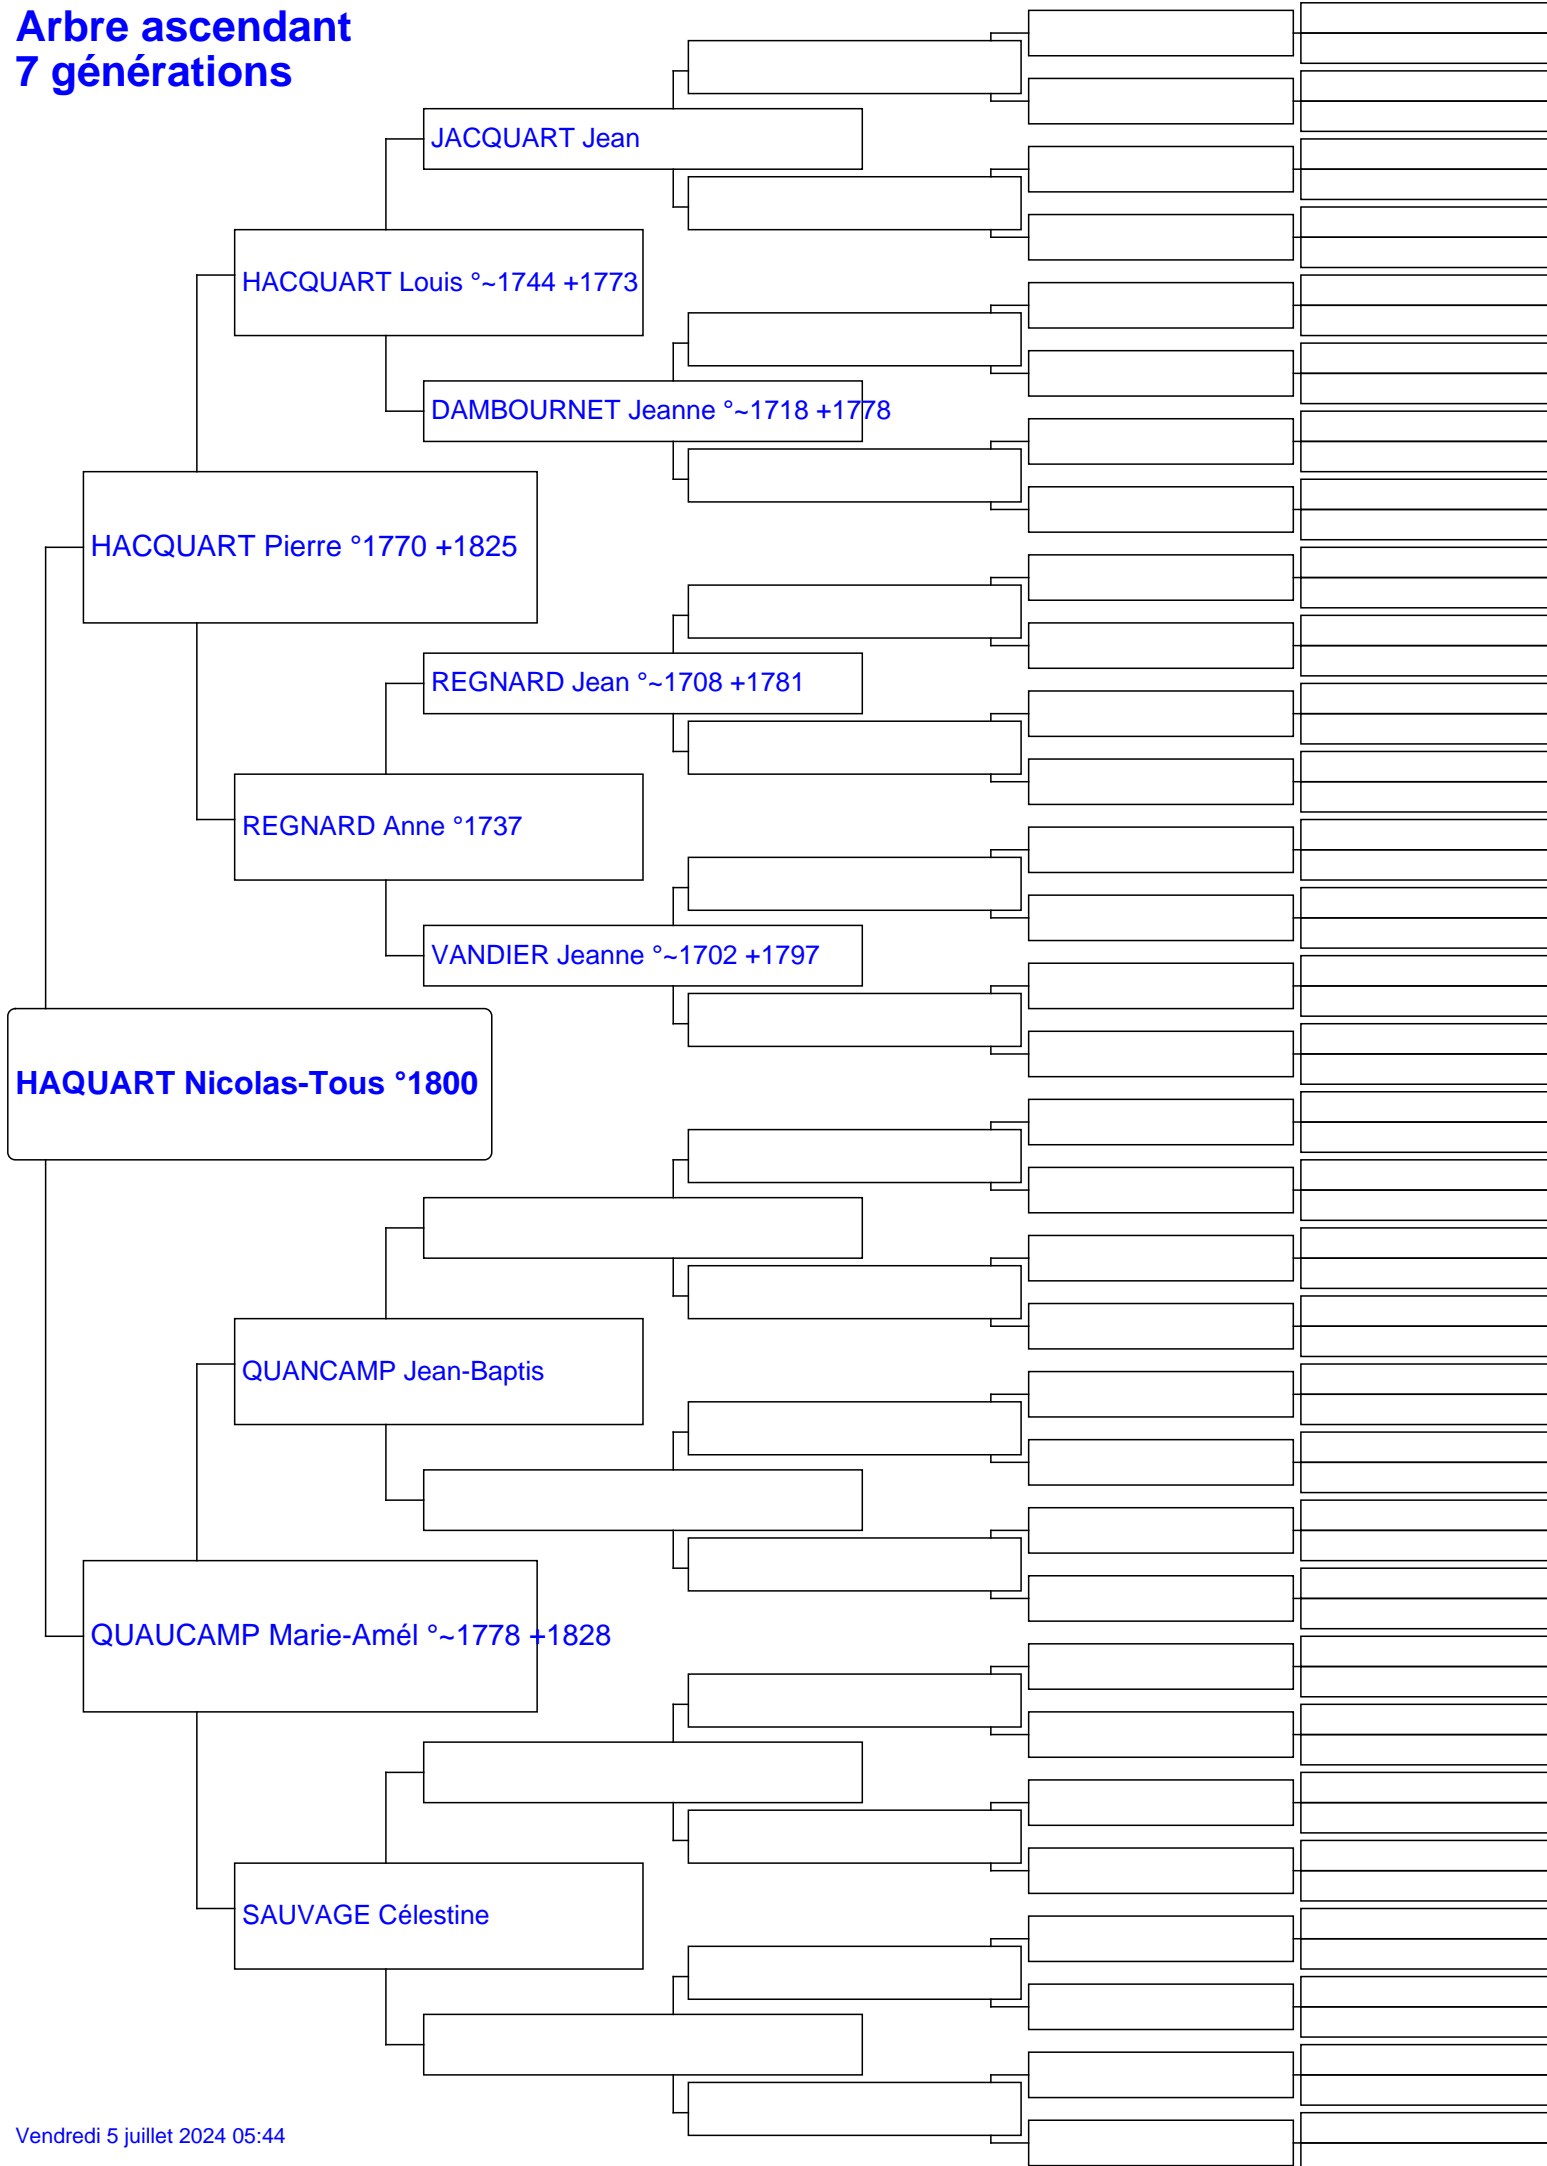 Arbre ascendant
7 générations
JACQUART Jean
HACQUART Louis °~1744 +1773
DAMBOURNET Jeanne °~1718 +1778
HACQUART Pierre °1770 +1825
REGNARD Jean °~1708 +1781
REGNARD Anne °1737
VANDIER Jeanne °~1702 +1797
HAQUART Nicolas-Tous °1800
QUANCAMP Jean-Baptis
QUAUCAMP Marie-Amél °~1778 +1828
SAUVAGE Célestine
Vendredi 5 juillet 2024 05:44